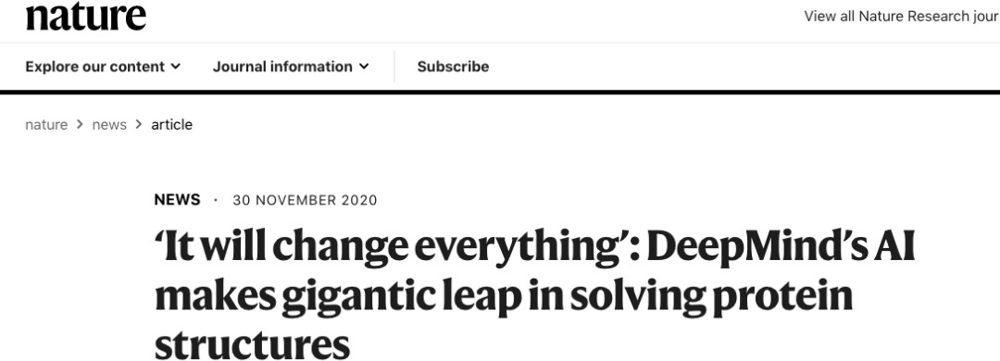 nature
View all Nature Research jour
Explore our content
Journal information
Subscribe
nature > news > article
NEWS · 30 NOVEMBER 2020
‘It will change everything’: DeepMind’s AI
makes gigantic leap in solving protein
structures